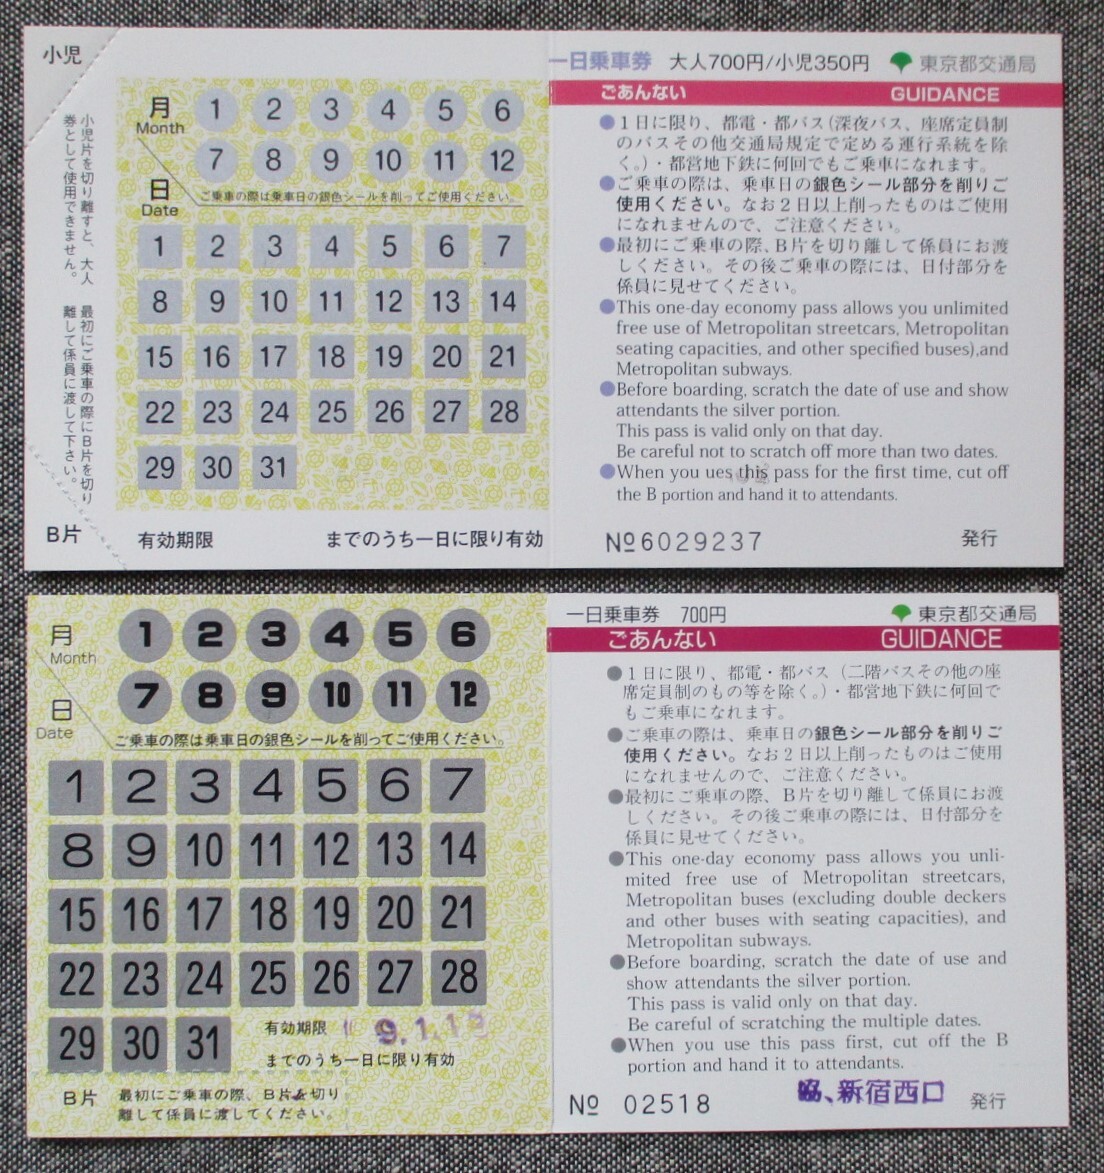 小児
小児片を切り離すと、大人
券として使用できません。
最初にご乗車の際にB片を切り
離して係員に渡して下さい。
B片
月
Month
1 2 3 4 5 6
7 8 9 10 11 12
日
Date
ご乗車の際は乗車日の銀色シールを削ってご使用ください。
1 2 3 4 5 6 7
8 9 10 11 12 13 14
15 16 17 18 19 20 21
22 23 24 25 26 27 28
29 30 31
有効期限 までのうち一日に限り有効
一日乗車券 大人700円/小児350円 東京都交通局
ごあんない GUIDANCE
●1日に限り、都電・都バス(深夜バス、座席定員制
のバスその他交通局規定で定める運行系統を除
く。)・都営地下鉄に何回でもご乗車になれます。
●ご乗車の際は、乗車日の銀色シール部分を削りご
使用ください。なお2日以上削ったものはご使用
になれませんので、ご注意ください。
●最初にご乗車の際、B片を切り離して係員にお渡
しください。その後ご乗車の際には、日付部分を
係員に見せてください。
●This one-day economy pass allows you unlimited
free use of Metropolitan streetcars, Metropolitan
seating capacities, and other specified buses),and
Metropolitan subways.
●Before boarding, scratch the date of use and show
attendants the silver portion.
This pass is valid only on that day.
Be careful not to scratch off more than two dates.
●When you ues this pass for the first time, cut off
the B portion and hand it to attendants.
№6029237 発行
月
Month
1 2 3 4 5 6
7 8 9 10 11 12
日
Date
ご乗車の際は乗車日の銀色シールを削ってご使用ください。
1 2 3 4 5 6 7
8 9 10 11 12 13 14
15 16 17 18 19 20 21
22 23 24 25 26 27 28
29 30 31
有効期限 9.1.
までのうち一日に限り有効
B片 最初にご乗車の際、B片を切り
離して係員に渡してください。
一日乗車券 700円 東京都交通局
ごあんない GUIDANCE
●1日に限り、都電・都バス(二階バスその他の座
席定員制のもの等を除く。)・都営地下鉄に何回で
もご乗車になれます。
●ご乗車の際は、乗車日の銀色シール部分を削りご
使用ください。なお2日以上削ったものはご使用
になれませんので、ご注意ください。
●最初にご乗車の際、B片を切り離して係員にお渡
しください。その後ご乗車の際には、日付部分を
係員に見せてください。
●This one-day economy pass allows you unli-
mited free use of Metropolitan streetcars,
Metropolitan buses (excluding double deckers
and other buses with seating capacities), and
Metropolitan subways.
●Before boarding, scratch the date of use and
show attendants the silver portion.
This pass is valid only on that day.
Be careful of scratching the multiple dates.
●When you use this pass first, cut off the B
portion and hand it to attendants.
№ 02518 、新宿西口 発行